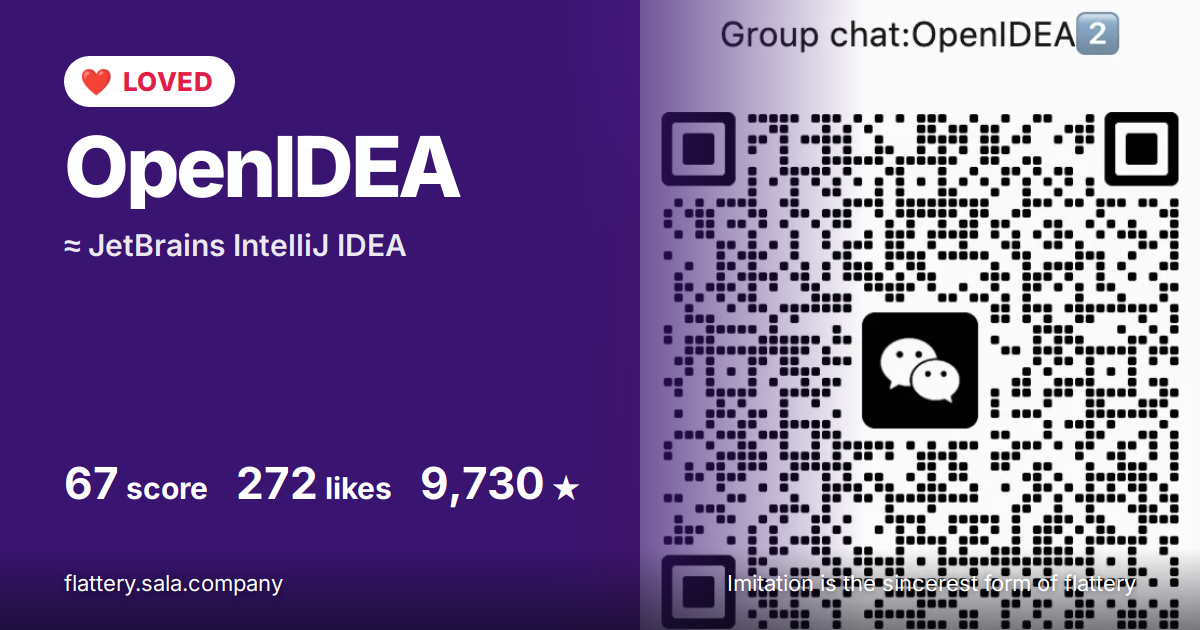 ❤️ LOVED
OpenIDEA
≈ JetBrains IntelliJ IDEA
67 score 272 likes 9,730 ★
flattery.sala.company
Group chat:OpenIDEA2️⃣
Imitation is the sincerest form of flattery